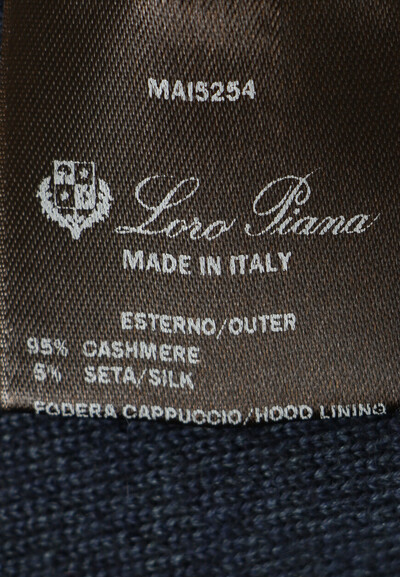 MAI5254
Loro Piana
MADE IN ITALY
ESTERNO/OUTER
95% CASHMERE
5% SETA/SILK
FODERA CAPPUCCIO/HOOD LINING